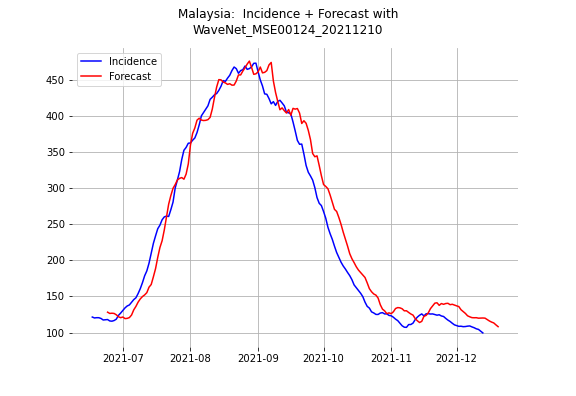 Malaysia: Incidence + Forecast with
WaveNet_MSE00124_20211210
Incidence
Forecast
450
400
350
300
250
200
150
100
2021-07 2021-08 2021-09 2021-10 2021-11 2021-12